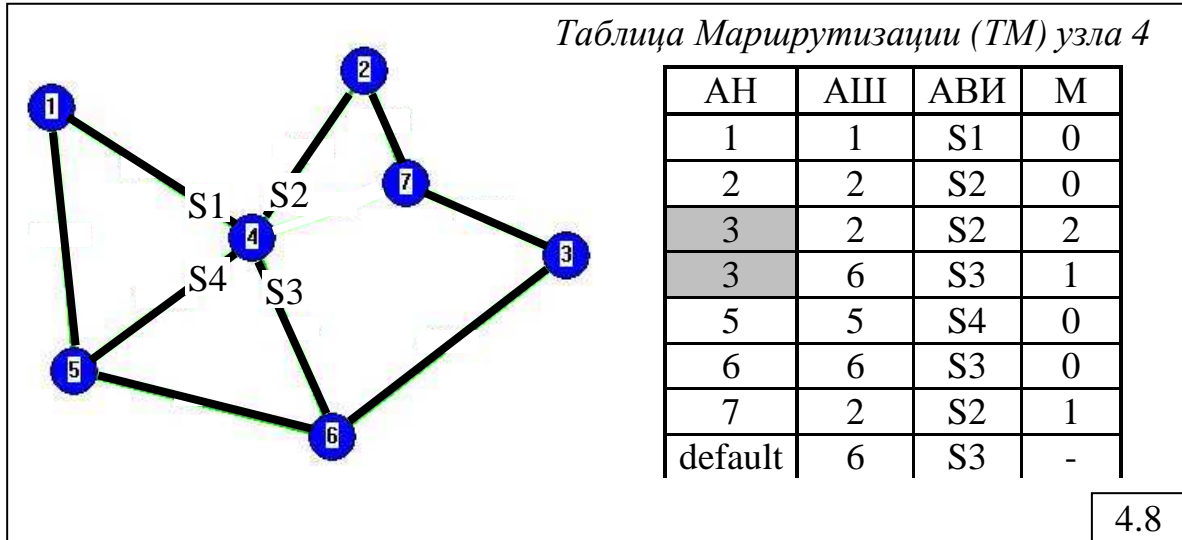 Таблица Маршрутизации (ТМ) узла 4
АН АШ АВИ М
1 1 S1 0
2 2 S2 0
3 2 S2 2
3 6 S3 1
5 5 S4 0
6 6 S3 0
7 2 S2 1
default 6 S3 -
1
2
S1
S2
7
4
3
S4
S3
5
6
4.8